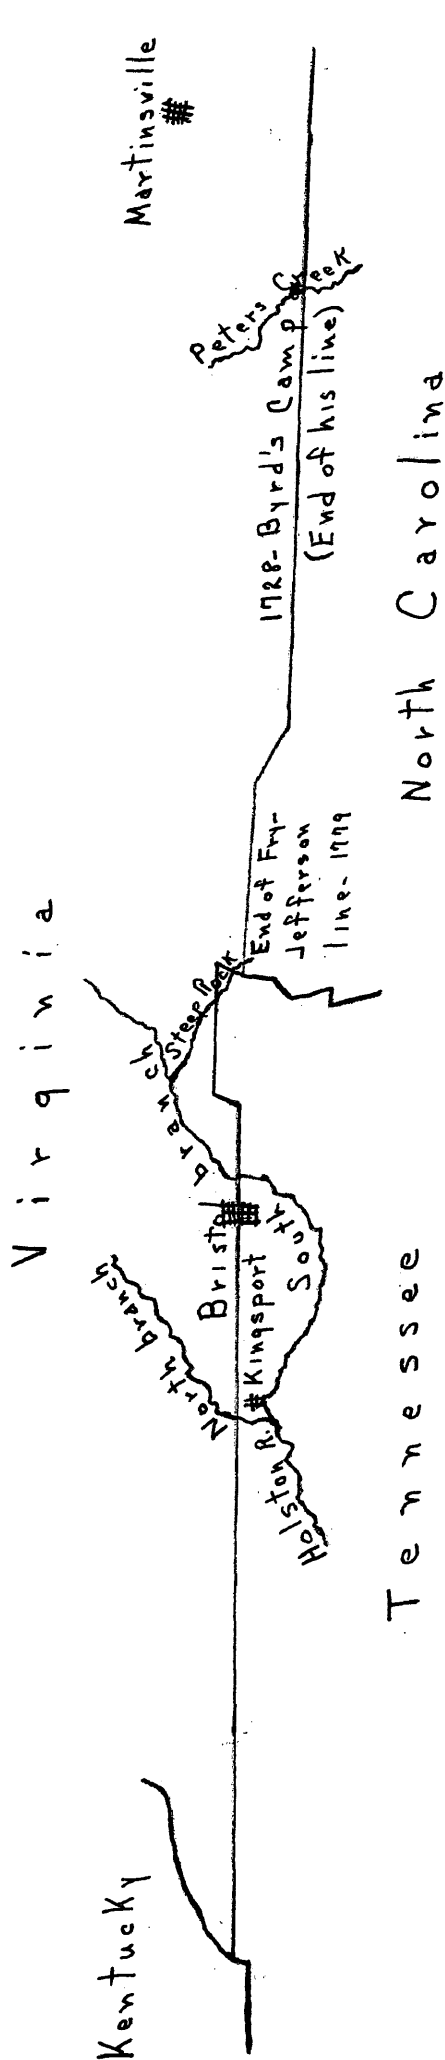 Kentucky
Virginia
Martinsville
North branch
South branch
Steep Rock
Bristol
Kingsport
Holston R.
Peters Creek
1728-Byrd's Camp
(End of his line)
End of Fry-
Jefferson
line-1779
Tennessee
North Carolina